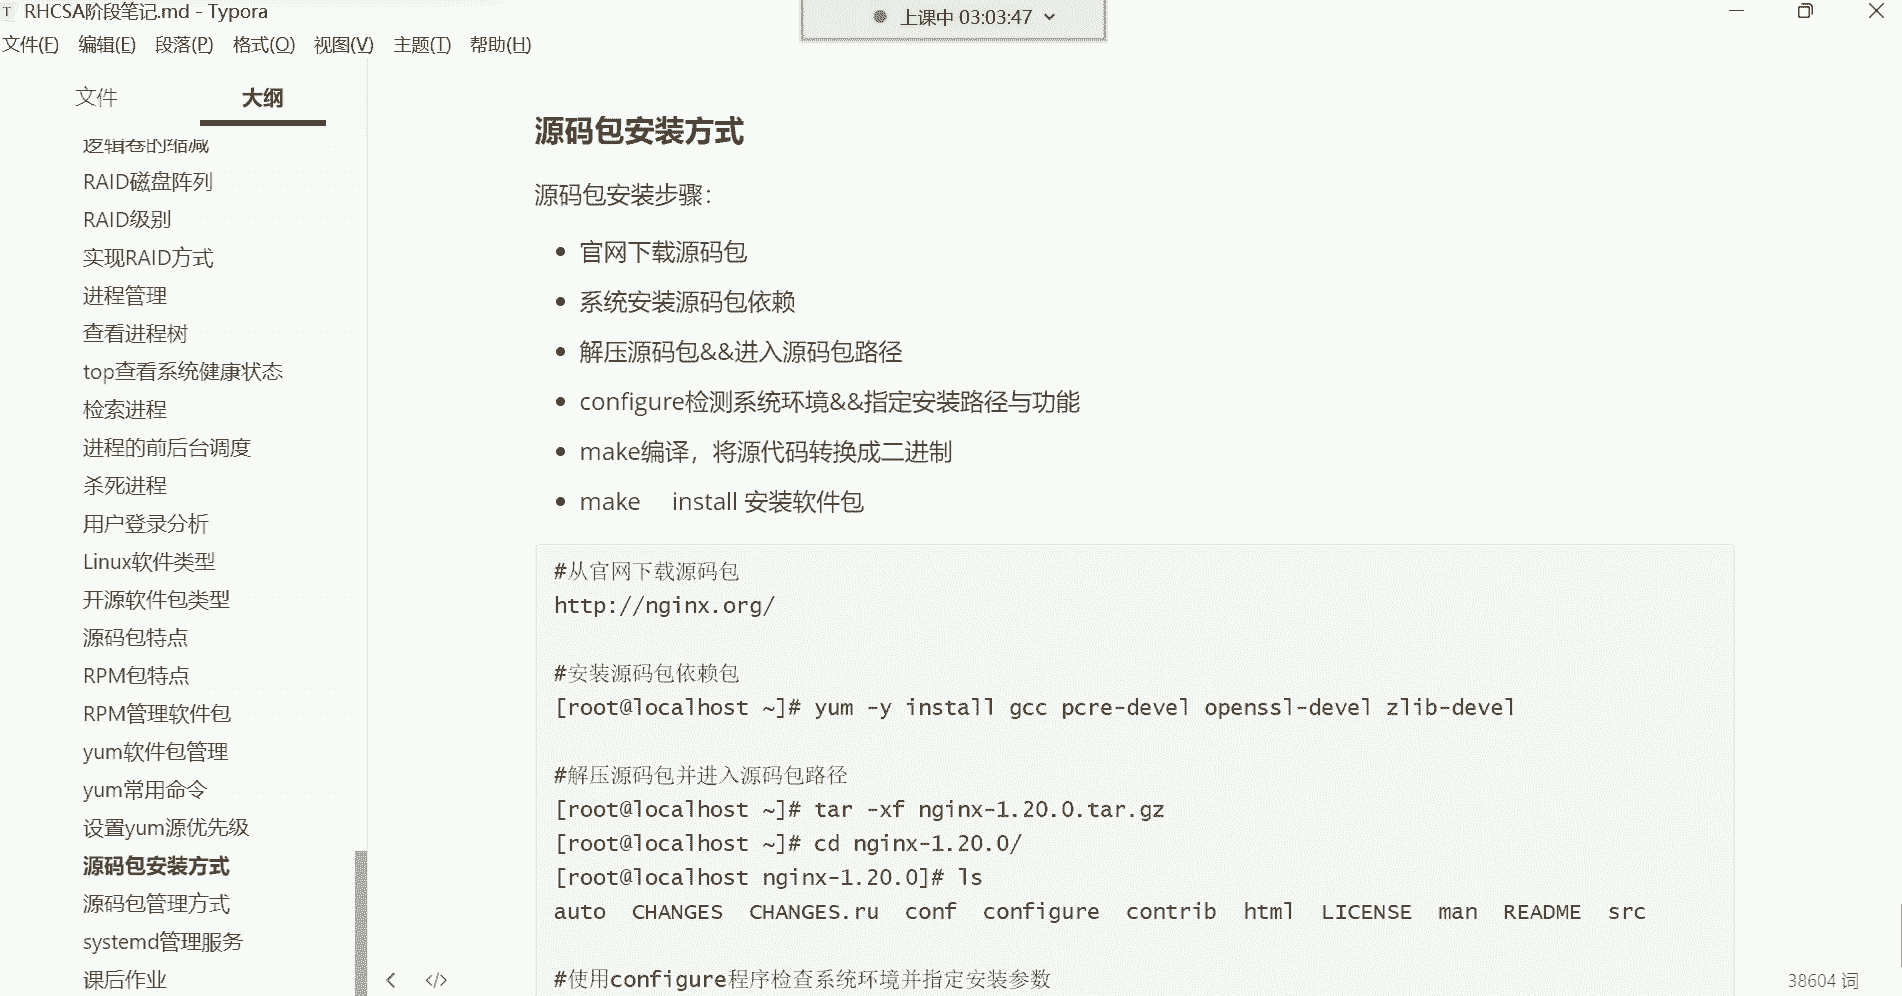 RHCSA阶段笔记.md - Typora
上课中 03:03:47
文件(F) 编辑(E) 段落(P) 格式(O) 视图(V) 主题(T) 帮助(H)
文件 大纲
逻辑卷的缩减
RAID磁盘阵列
RAID级别
实现RAID方式
进程管理
查看进程树
top查看系统健康状态
检索进程
进程的前后台调度
杀死进程
用户登录分析
Linux软件类型
开源软件包类型
源码包特点
RPM包特点
RPM管理软件包
yum软件包管理
yum常用命令
设置yum源优先级
源码包安装方式
源码包管理方式
systemd管理服务
课后作业
源码包安装方式
源码包安装步骤：
官网下载源码包
系统安装源码包依赖
解压源码包&&进入源码包路径
configure检测系统环境&&指定安装路径与功能
make编译，将源代码转换成二进制
make install 安装软件包
#从官网下载源码包
http://nginx.org/
#安装源码包依赖包
[root@localhost ~]# yum -y install gcc pcre-devel openssl-devel zlib-devel
#解压源码包并进入源码包路径
[root@localhost ~]# tar -xf nginx-1.20.0.tar.gz
[root@localhost ~]# cd nginx-1.20.0/
[root@localhost nginx-1.20.0]# ls
auto CHANGES CHANGES.ru conf configure contrib html LICENSE man README src
#使用configure程序检查系统环境并指定安装参数
38604 词